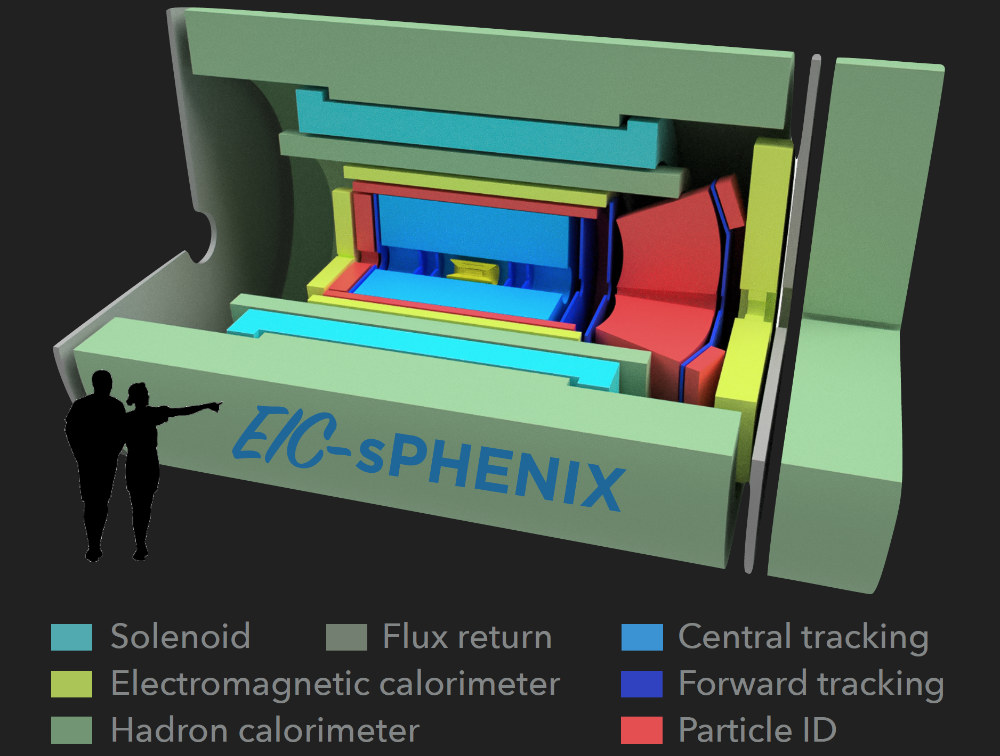 EIC-sPHENIX
Solenoid
Flux return
Central tracking
Electromagnetic calorimeter
Forward tracking
Hadron calorimeter
Particle ID